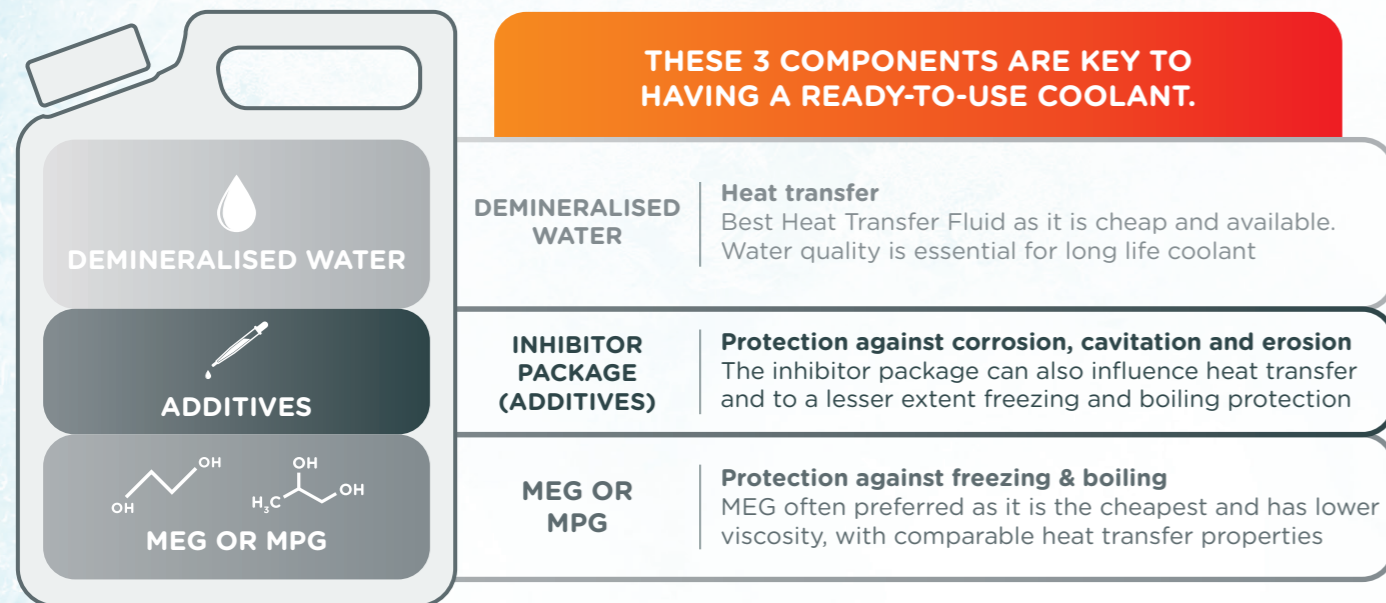 THESE 3 COMPONENTS ARE KEY TO
HAVING A READY-TO-USE COOLANT.
DEMINERALISED WATER
DEMINERALISED
WATER
Heat transfer
Best Heat Transfer Fluid as it is cheap and available.
Water quality is essential for long life coolant
ADDITIVES
INHIBITOR
PACKAGE
(ADDITIVES)
Protection against corrosion, cavitation and erosion
The inhibitor package can also influence heat transfer
and to a lesser extent freezing and boiling protection
OH
OH
OH
H₃C
OH
MEG OR MPG
MEG OR
MPG
Protection against freezing & boiling
MEG often preferred as it is the cheapest and has lower
viscosity, with comparable heat transfer properties